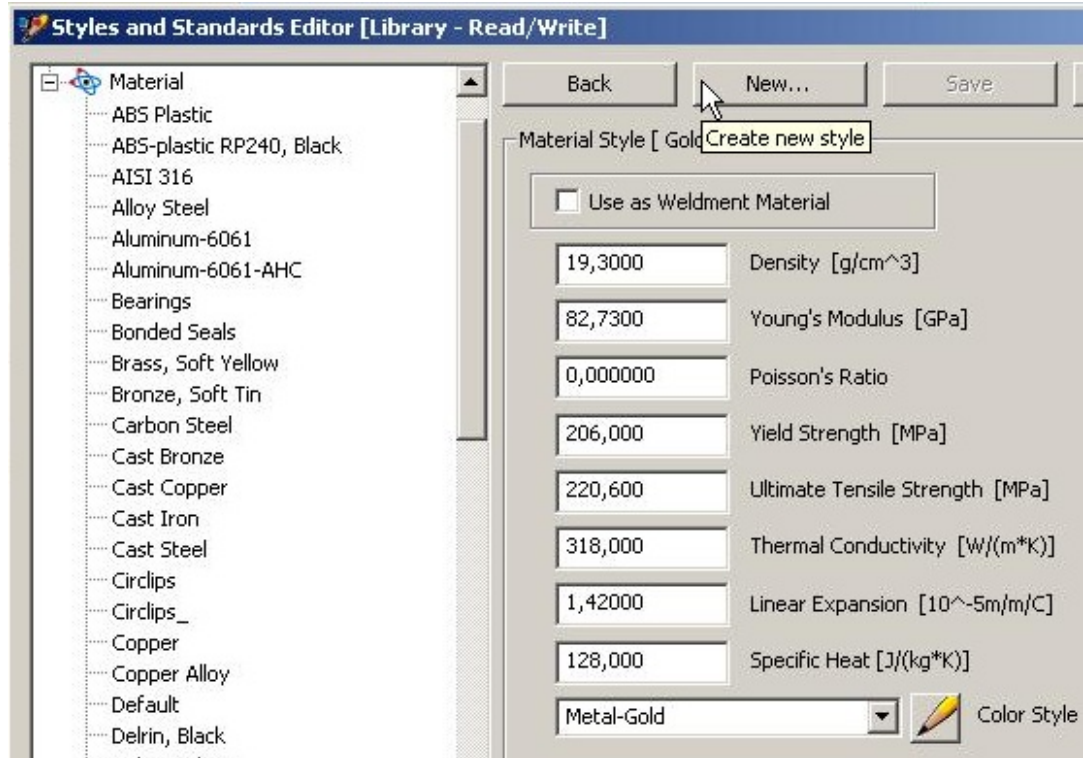 Styles and Standards Editor [Library - Read/Write]
Material
ABS Plastic
ABS-plastic RP240, Black
AISI 316
Alloy Steel
Aluminum-6061
Aluminum-6061-AHC
Bearings
Bonded Seals
Brass, Soft Yellow
Bronze, Soft Tin
Carbon Steel
Cast Bronze
Cast Copper
Cast Iron
Cast Steel
Circlips
Circlips_
Copper
Copper Alloy
Default
Delrin, Black
Back New... Save
Create new style
Material Style [ Gold
Use as Weldment Material
19,3000 Density [g/cm^3]
82,7300 Young's Modulus [GPa]
0,000000 Poisson's Ratio
206,000 Yield Strength [MPa]
220,600 Ultimate Tensile Strength [MPa]
318,000 Thermal Conductivity [W/(m*K)]
1,42000 Linear Expansion [10^-5m/m/C]
128,000 Specific Heat [J/(kg*K)]
Metal-Gold Color Style